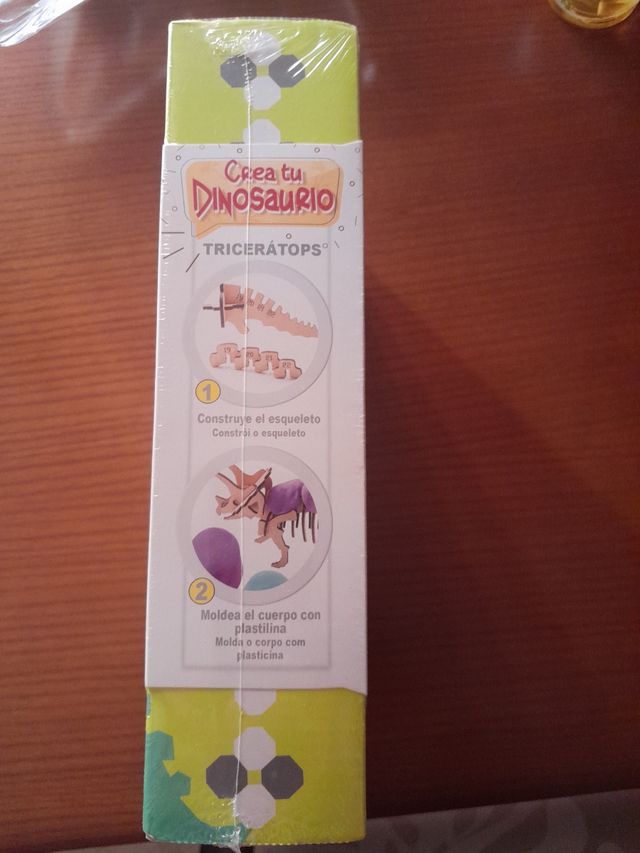 Crea tu
DINOSAURIO
TRICERÁTOPS
1
Construye el esqueleto
Constrói o esqueleto
2
Moldea el cuerpo con
plastilina
Molda o corpo com
plasticina